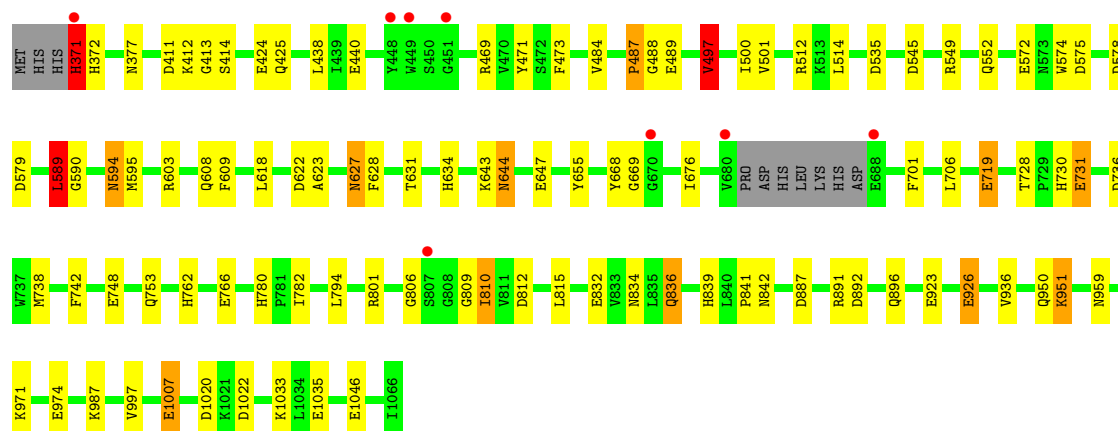 MET HIS HIS H371 H372 N377 D411 K412 G413 S414 E424 Q425 L438 I439 E440 Y448 W449 S450 G451 R469 V470 Y471 S472 F473 V484 P487 G488 E489 V497 I500 V501 R512 K513 L514 D535 D545 R549 Q552 E572 N573 W574 D575 D578
D579 L589 G590 N594 M595 R603 Q608 F609 L618 D622 A623 N627 F628 T631 H634 K643 N644 E647 Y655 Y668 G669 G670 I676 V680 PRO ASP HIS LEU LYS HIS ASP E688 F701 L706 E719 T728 P729 H730 E731 D736
W737 M738 F742 E748 Q753 H762 E766 H780 P781 I782 L794 R801 G806 S807 G808 G809 I810 V811 D812 L815 E832 V833 N834 L835 Q836 H839 L840 P841 N842 D887 R891 D892 Q896 E923 E926 V936 Q950 K951 N959
K971 E974 K987 V997 E1007 D1020 K1021 D1022 K1033 L1034 E1035 E1046 I1066